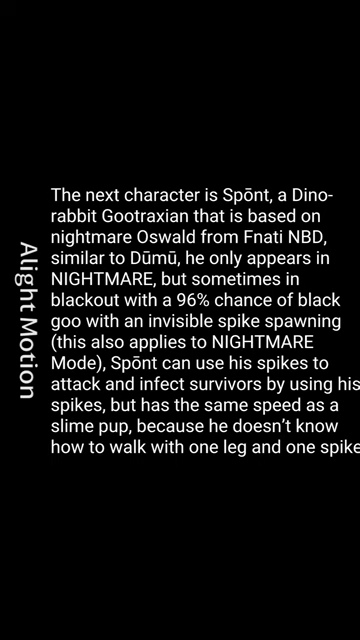 The next character is Spōnt, a Dino-
rabbit Gootraxian that is based on
nightmare Oswald from Fnati NBD,
similar to Dūmū, he only appears in
NIGHTMARE, but sometimes in
blackout with a 96% chance of black
goo with an invisible spike spawning
(this also applies to NIGHTMARE
Mode), Spōnt can use his spikes to
attack and infect survivors by using his
spikes, but has the same speed as a
slime pup, because he doesn’t know
how to walk with one leg and one spike
Alight Motion